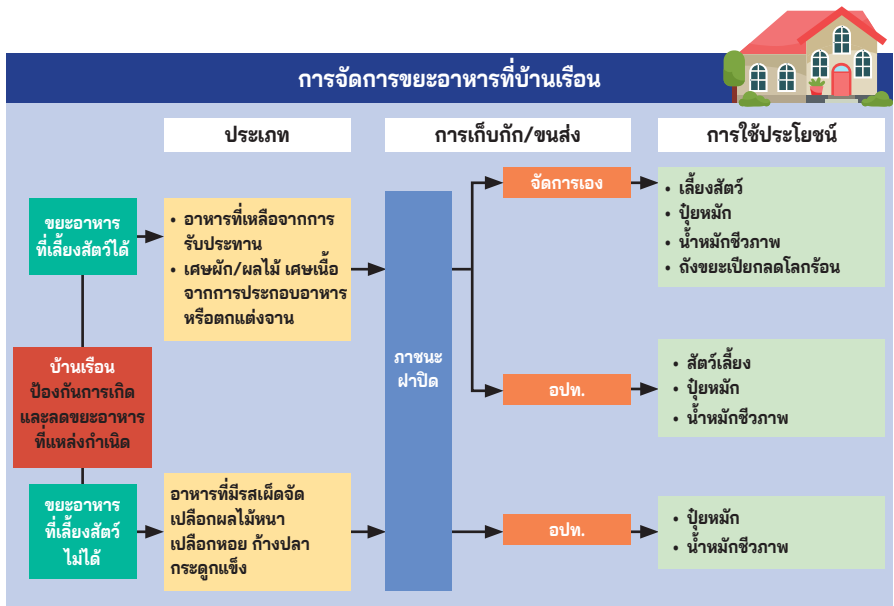 การจัดการขยะอาหารที่บ้านเรือน
ประเภท
การเก็บกัก/ขนส่ง
การใช้ประโยชน์
ขยะอาหาร
ที่เลี้ยงสัตว์ได้
• อาหารที่เหลือจากการ
รับประทาน
• เศษผัก/ผลไม้ เศษเนื้อ
จากการประกอบอาหาร
หรือตกแต่งจาน
จัดการเอง
• เลี้ยงสัตว์
• ปุ๋ยหมัก
• น้ำหมักชีวภาพ
• ถังขยะเปียกลดโลกร้อน
บ้านเรือน
ป้องกันการเกิด
และลดขยะอาหาร
ที่แหล่งกำเนิด
ภาชนะ
ฝาปิด
อปท.
• สัตว์เลี้ยง
• ปุ๋ยหมัก
• น้ำหมักชีวภาพ
ขยะอาหาร
ที่เลี้ยงสัตว์
ไม่ได้
อาหารที่มีรสเผ็ดจัด
เปลือกผลไม้หนา
เปลือกหอย ก้างปลา
กระดูกแข็ง
อปท.
• ปุ๋ยหมัก
• น้ำหมักชีวภาพ